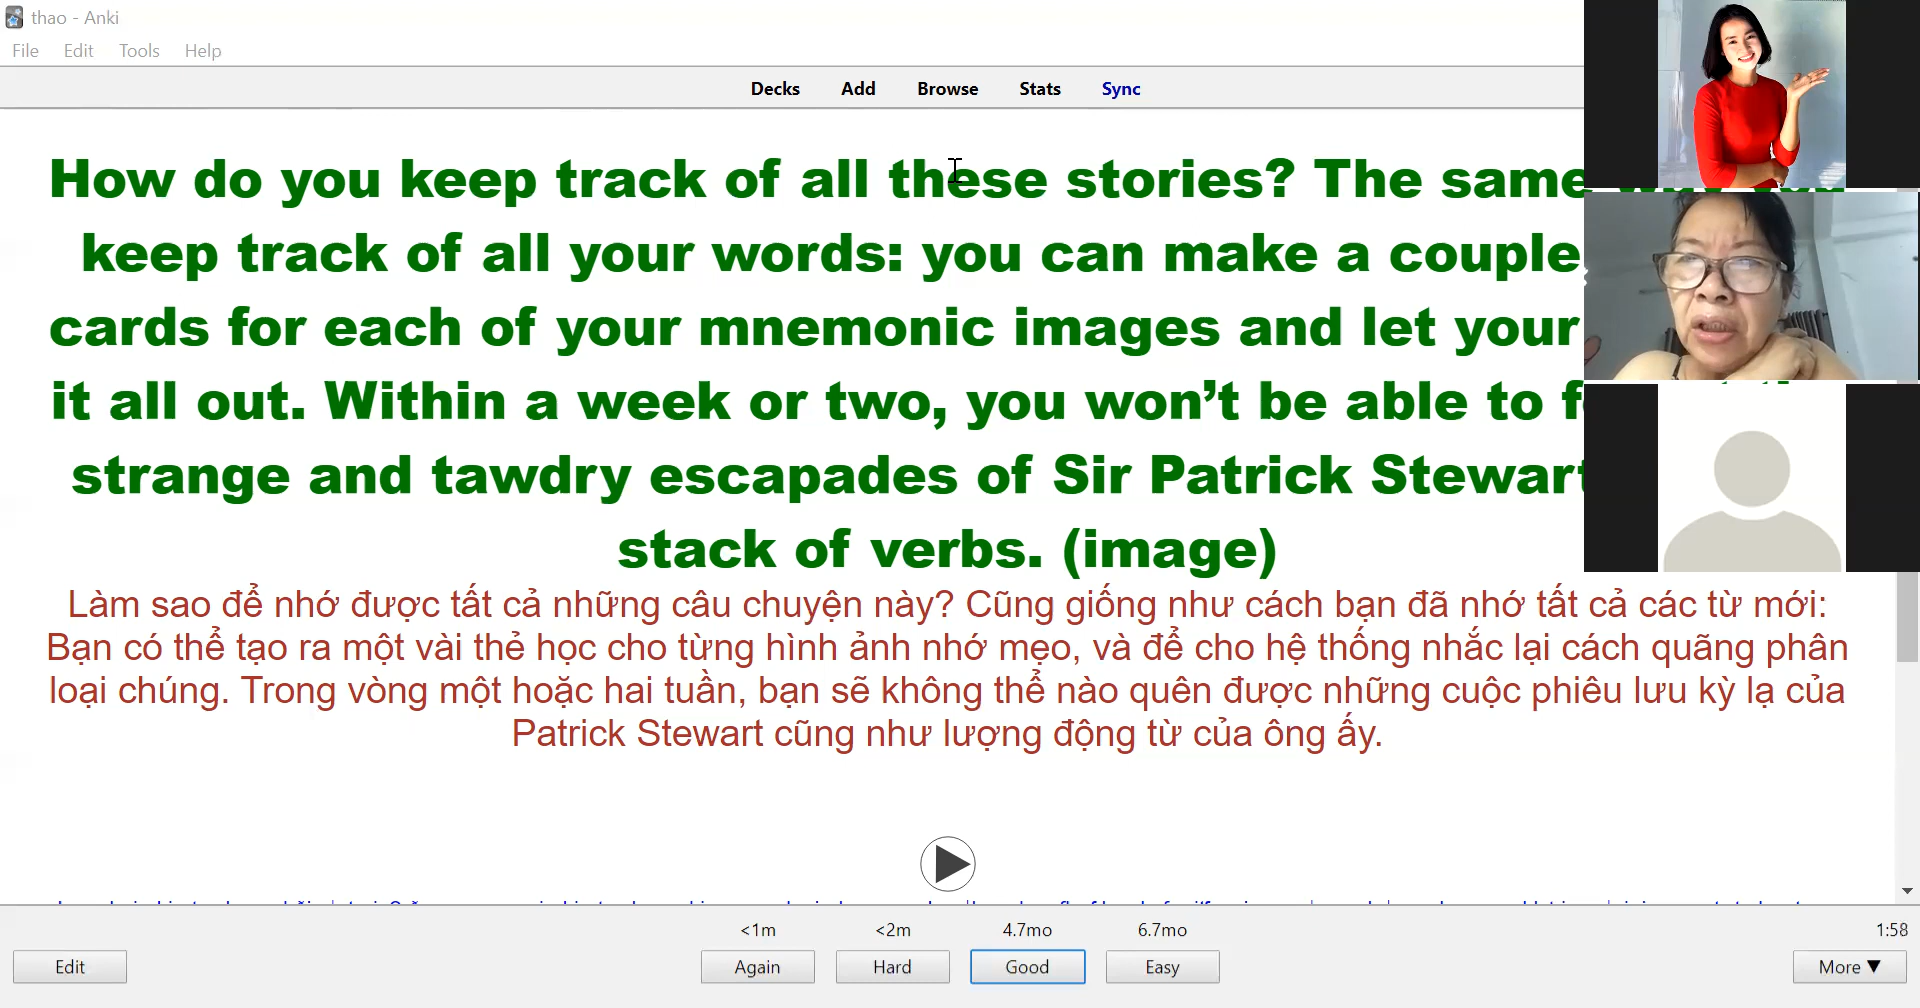 thao - Anki
File Edit Tools Help
Decks Add Browse Stats Sync
How do you keep track of all these stories? The same
keep track of all your words: you can make a couple
cards for each of your mnemonic images and let your
it all out. Within a week or two, you won’t be able to
strange and tawdry escapades of Sir Patrick Stewart
stack of verbs. (image)
Làm sao để nhớ được tất cả những câu chuyện này? Cũng giống như cách bạn đã nhớ tất cả các từ mới:
Bạn có thể tạo ra một vài thẻ học cho từng hình ảnh nhớ mẹo, và để cho hệ thống nhắc lại cách quãng phân
loại chúng. Trong vòng một hoặc hai tuần, bạn sẽ không thể nào quên được những cuộc phiêu lưu kỳ lạ của
Patrick Stewart cũng như lượng động từ của ông ấy.
<1m <2m 4.7mo 6.7mo 1:58
Edit Again Hard Good Easy More ▼